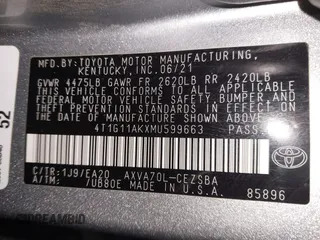 MFD.BY: TOYOTA MOTOR MANUFACTURING,
KENTUCKY, INC. 06/21
GVWR 4475LB GAWR FR 2620LB RR 2420LB
THIS VEHICLE CONFORMS TO ALL APPLICABLE
FEDERAL MOTOR VEHICLE SAFETY, BUMPER, AND
THEFT PREVENTION STANDARDS IN EFFECT ON
THE DATE OF MANUFACTURE SHOWN ABOVE.
4T1G11AKXMU599663 PASS.
C/TR: 1J9/EA20 AXVA70L-CEZSBA
A/TM: /UB80E MADE IN U.S.A.
85896
TOYOTA
52